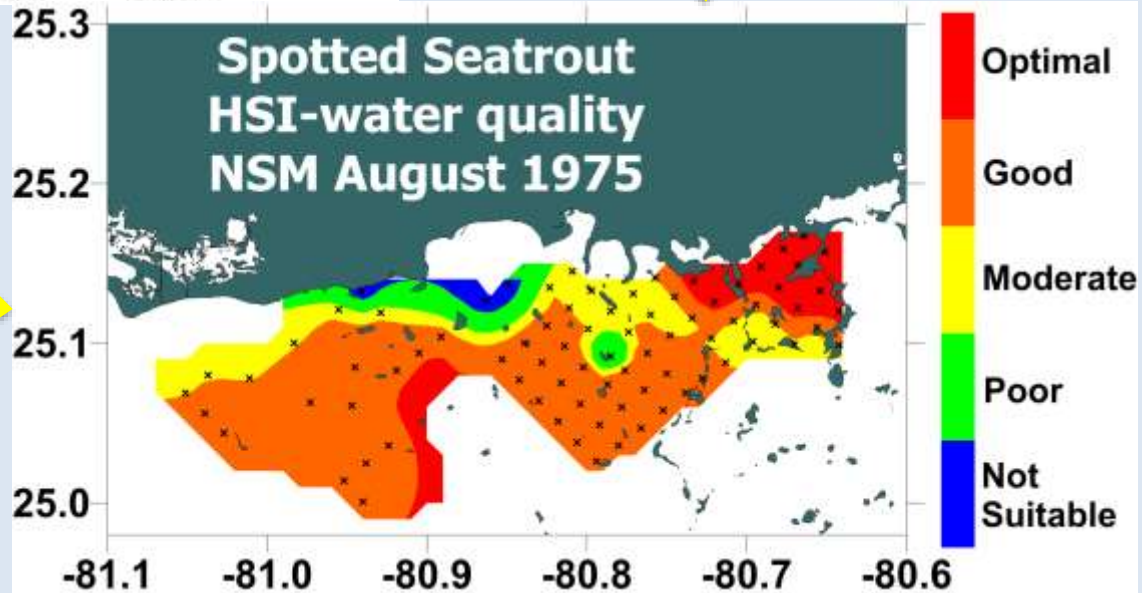 Spotted Seatrout
HSI-water quality
NSM August 1975
25.3
25.2
25.1
25.0
-81.1 -81.0 -80.9 -80.8 -80.7 -80.6
Optimal
Good
Moderate
Poor
Not
Suitable